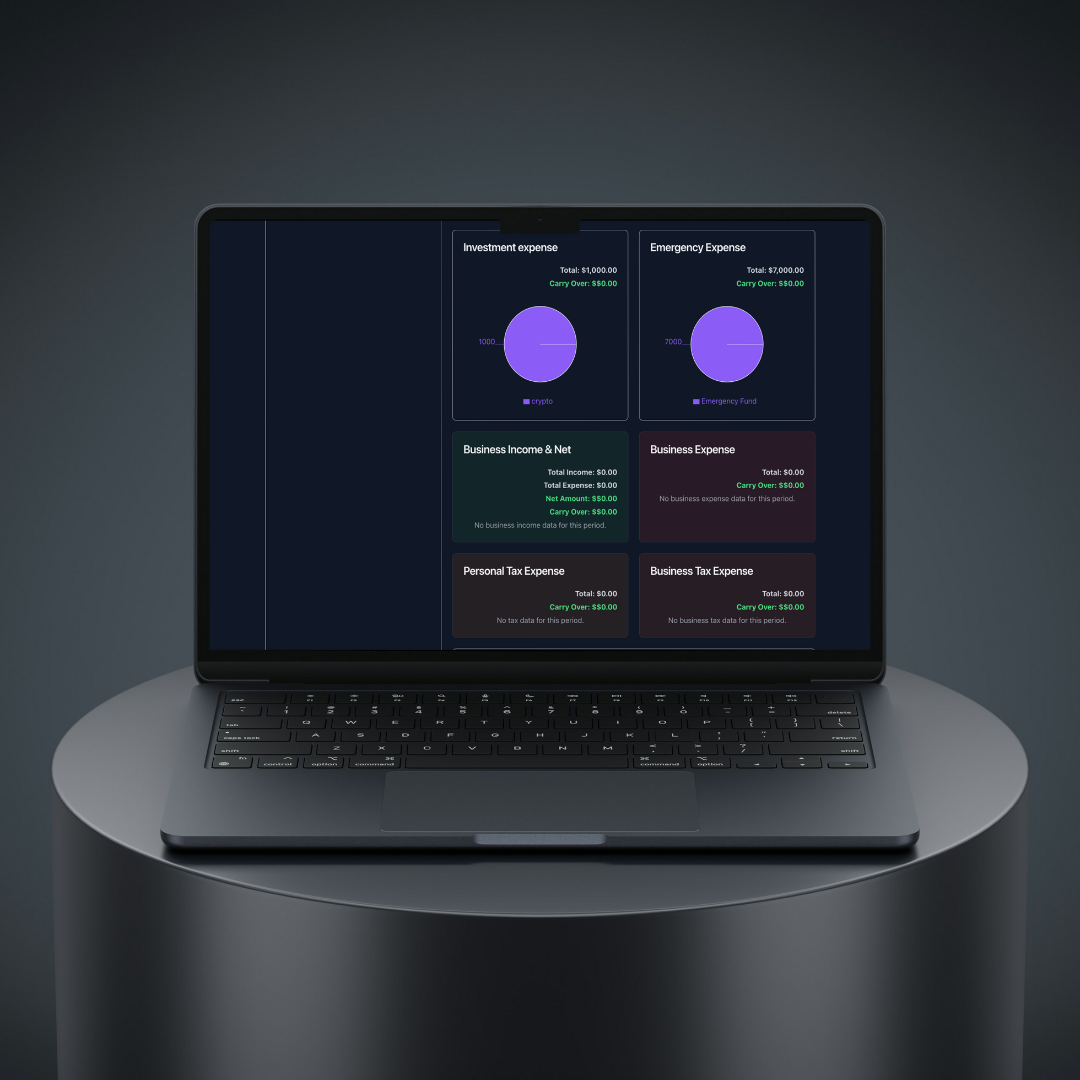 Investment expense
Total: $1,000.00
Carry Over: $$0.00
1000
crypto
Emergency Expense
Total: $7,000.00
Carry Over: $$0.00
7000
Emergency Fund
Business Income & Net
Total Income: $0.00
Total Expense: $0.00
Net Amount: $$0.00
Carry Over: $$0.00
No business income data for this period.
Business Expense
Total: $0.00
Carry Over: $$0.00
No business expense data for this period.
Personal Tax Expense
Total: $0.00
Carry Over: $$0.00
No tax data for this period.
Business Tax Expense
Total: $0.00
Carry Over: $$0.00
No business tax data for this period.
esc
delete
tab Q W E R T Y U I O P
caps lock A S D F G H J K L return
shift Z X C V B N M shift
fn control option command command option